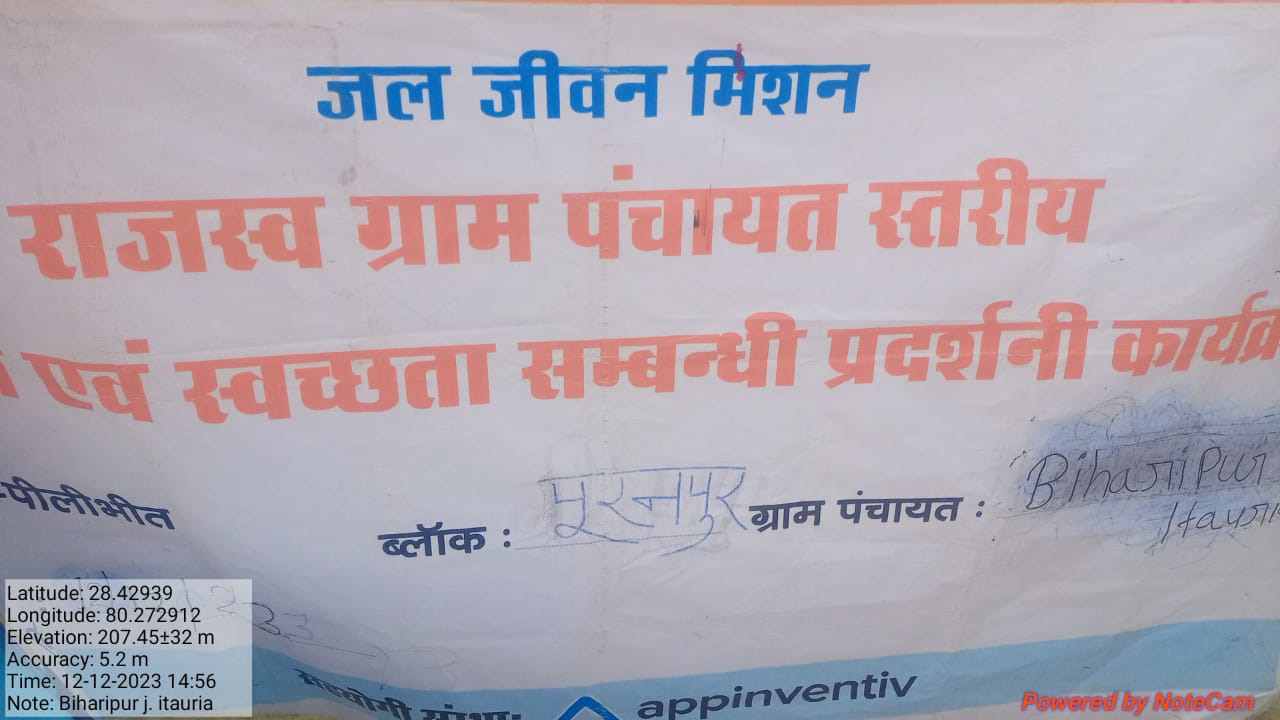 जल जीवन मिशन
राजस्व ग्राम पंचायत स्तरीय
एवं स्वच्छता सम्बन्धी प्रदर्शनी
पीलीभीत
ब्लॉक : पूरनपुर ग्राम पंचायत : Biharipur
सहयोगी संस्था: appinventiv
Latitude: 28.42939
Longitude: 80.272912
Elevation: 207.45±32 m
Accuracy: 5.2 m
Time: 12-12-2023 14:56
Note: Biharipur j. itauria
Powered by NoteCam